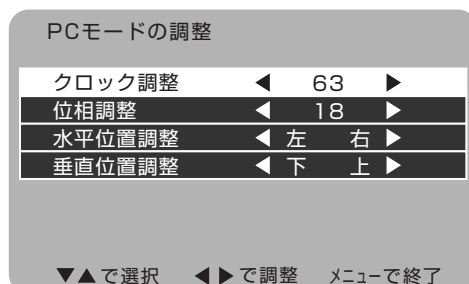 PCモードの調整
クロック調整 ◀ 63 ▶
位相調整 ◀ 18 ▶
水平位置調整 ◀ 左 右 ▶
垂直位置調整 ◀ 下 上 ▶
▼▲で選択 ◀▶で調整 メニューで終了